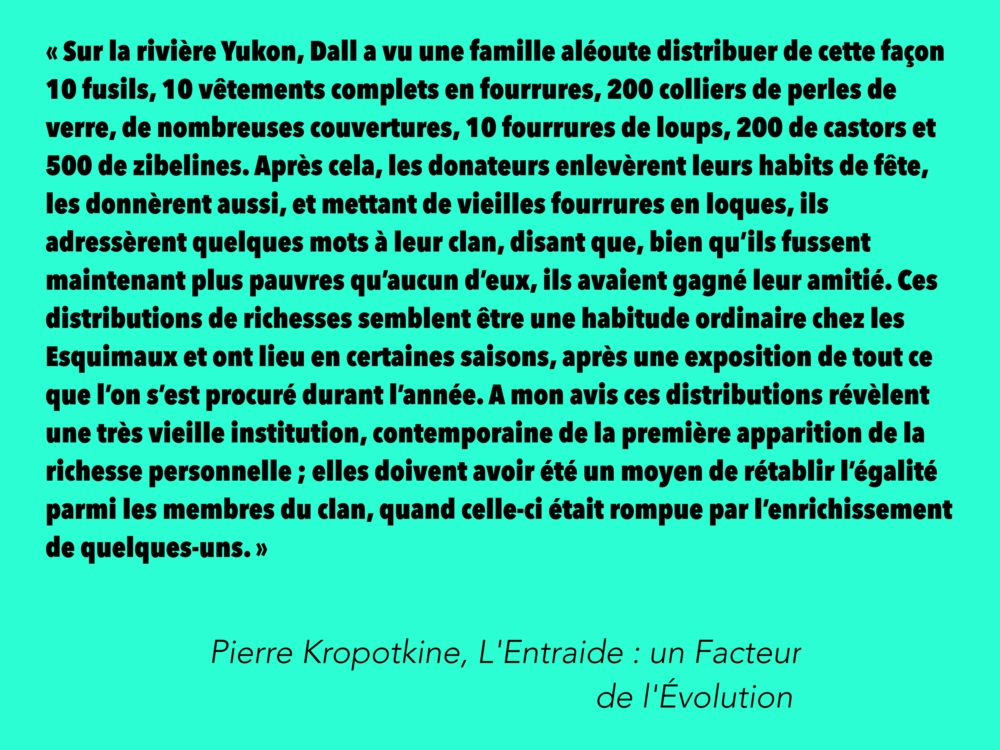 « Sur la rivière Yukon, Dall a vu une famille aléoute distribuer de cette façon
10 fusils, 10 vêtements complets en fourrures, 200 colliers de perles de
verre, de nombreuses couvertures, 10 fourrures de loups, 200 de castors et
500 de zibelines. Après cela, les donateurs enlevèrent leurs habits de fête,
les donnèrent aussi, et mettant de vieilles fourrures en loques, ils
adressèrent quelques mots à leur clan, disant que, bien qu’ils fussent
maintenant plus pauvres qu’aucun d’eux, ils avaient gagné leur amitié. Ces
distributions de richesses semblent être une habitude ordinaire chez les
Esquimaux et ont lieu en certaines saisons, après une exposition de tout ce
que l’on s’est procuré durant l’année. A mon avis ces distributions révèlent
une très vieille institution, contemporaine de la première apparition de la
richesse personnelle ; elles doivent avoir été un moyen de rétablir l’égalité
parmi les membres du clan, quand celle-ci était rompue par l’enrichissement
de quelques-uns. »
Pierre Kropotkine, L'Entraide : un Facteur
de l'Évolution